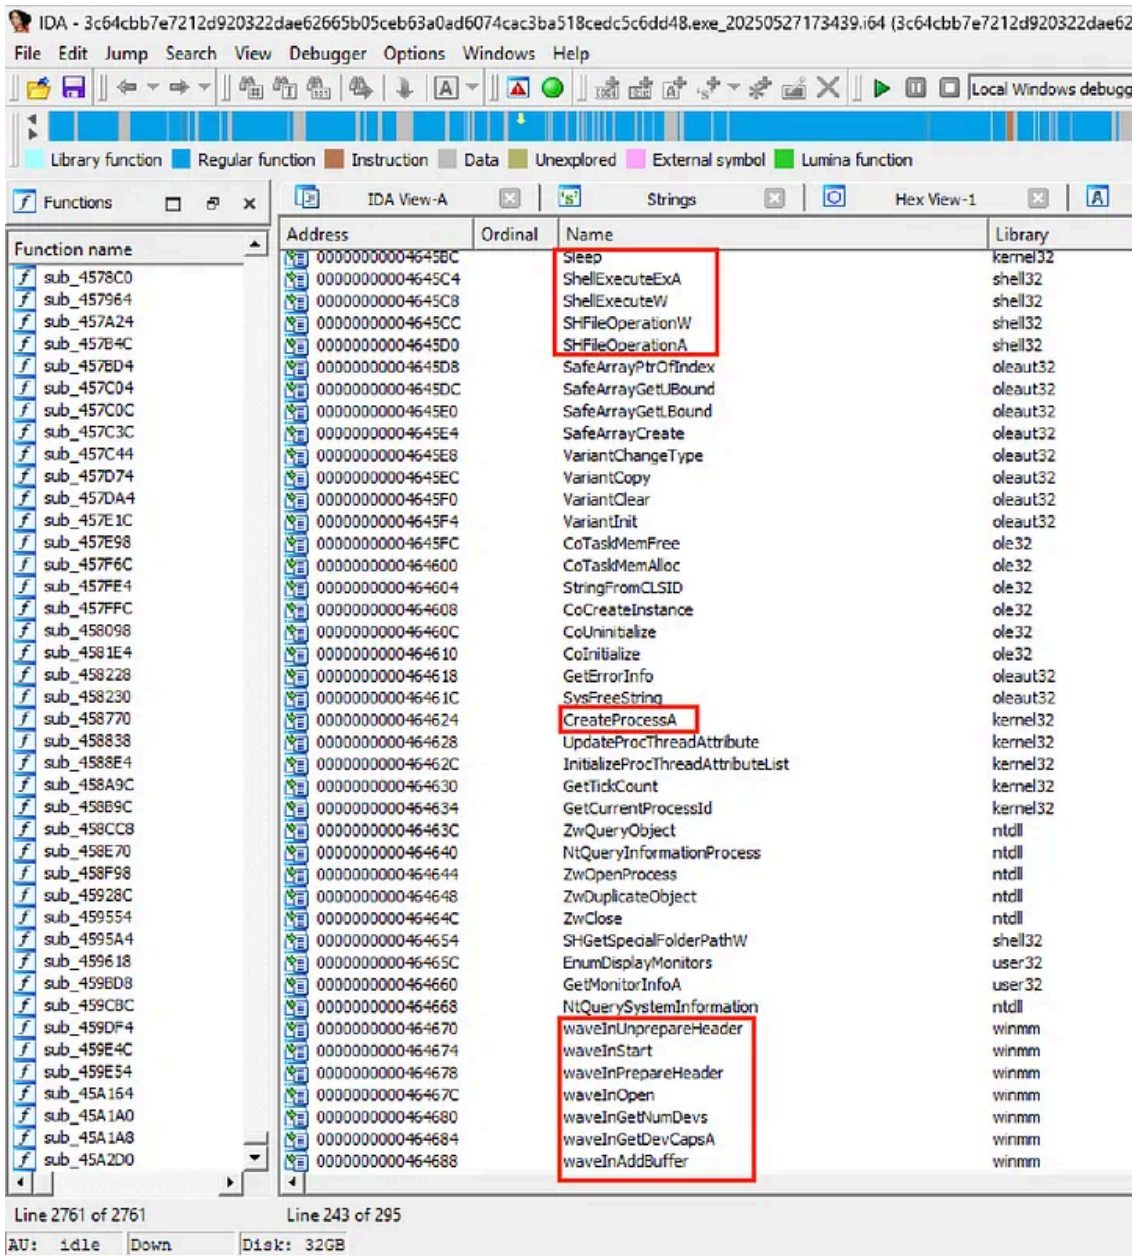 IDA - 3c64cbb7e7212d920322dae62665b05ceb63a0ad6074cac3ba518cedc5c6dd48.exe_20250527173439.i64 (3c64cbb7e7212d920322dae62
File Edit Jump Search View Debugger Options Windows Help
Local Windows debugg
Library function Regular function Instruction Data Unexplored External symbol Lumina function
Functions IDA View-A Strings Hex View-1
Function name Address Ordinal Name Library
00000000004645BC Sleep kernel32
sub_4578C0 00000000004645C4 ShellExecuteExA shell32
sub_457964 00000000004645C8 ShellExecuteW shell32
sub_457A24 00000000004645CC SHFileOperationW shell32
sub_457B4C 00000000004645D0 SHFileOperationA shell32
sub_457BD4 00000000004645D8 SafeArrayPtrOfIndex oleaut32
sub_457C04 00000000004645DC SafeArrayGetUBound oleaut32
sub_457C0C 00000000004645E0 SafeArrayGetLBound oleaut32
sub_457C3C 00000000004645E4 SafeArrayCreate oleaut32
sub_457C44 00000000004645E8 VariantChangeType oleaut32
sub_457D74 00000000004645EC VariantCopy oleaut32
sub_457DA4 00000000004645F0 VariantClear oleaut32
sub_457E1C 00000000004645F4 VariantInit oleaut32
sub_457E98 00000000004645FC CoTaskMemFree ole32
sub_457F6C 0000000000464600 CoTaskMemAlloc ole32
sub_457FE4 0000000000464604 StringFromCLSID ole32
sub_457FFC 0000000000464608 CoCreateInstance ole32
sub_458098 000000000046460C CoUninitialize ole32
sub_4581E4 0000000000464610 CoInitialize ole32
sub_458228 0000000000464618 GetErrorInfo oleaut32
sub_458230 000000000046461C SysFreeString oleaut32
sub_458770 0000000000464624 CreateProcessA kernel32
sub_458838 0000000000464628 UpdateProcThreadAttribute kernel32
sub_4588E4 000000000046462C InitializeProcThreadAttributeList kernel32
sub_458A9C 0000000000464630 GetTickCount kernel32
sub_458B9C 0000000000464634 GetCurrentProcessId kernel32
sub_458CC8 000000000046463C ZwQueryObject ntdll
sub_458E70 0000000000464640 NtQueryInformationProcess ntdll
sub_458F98 0000000000464644 ZwOpenProcess ntdll
sub_45928C 0000000000464648 ZwDuplicateObject ntdll
sub_459554 000000000046464C ZwClose ntdll
sub_4595A4 0000000000464654 SHGetSpecialFolderPathW shell32
sub_459618 000000000046465C EnumDisplayMonitors user32
sub_459BD8 0000000000464660 GetMonitorInfoA user32
sub_459CBC 0000000000464668 NtQuerySystemInformation ntdll
sub_459DF4 0000000000464670 waveInUnprepareHeader winmm
sub_459E4C 0000000000464674 waveInStart winmm
sub_459E54 0000000000464678 waveInPrepareHeader winmm
sub_45A164 000000000046467C waveInOpen winmm
sub_45A1A0 0000000000464680 waveInGetNumDevs winmm
sub_45A1A8 0000000000464684 waveInGetDevCapsA winmm
sub_45A2D0 0000000000464688 waveInAddBuffer winmm
Line 2761 of 2761 Line 243 of 295
AU: idle Down Disk: 32GB